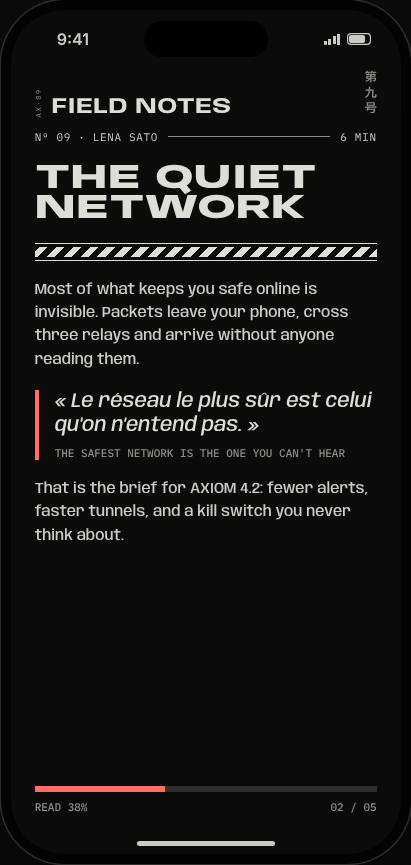 9:41
第九号
AX-09
FIELD NOTES
Nº 09 · LENA SATO
6 MIN
THE QUIET
NETWORK
Most of what keeps you safe online is
invisible. Packets leave your phone, cross
three relays and arrive without anyone
reading them.
« Le réseau le plus sûr est celui
qu'on n'entend pas. »
THE SAFEST NETWORK IS THE ONE YOU CAN'T HEAR
That is the brief for AXIOM 4.2: fewer alerts,
faster tunnels, and a kill switch you never
think about.
READ 38%
02 / 05